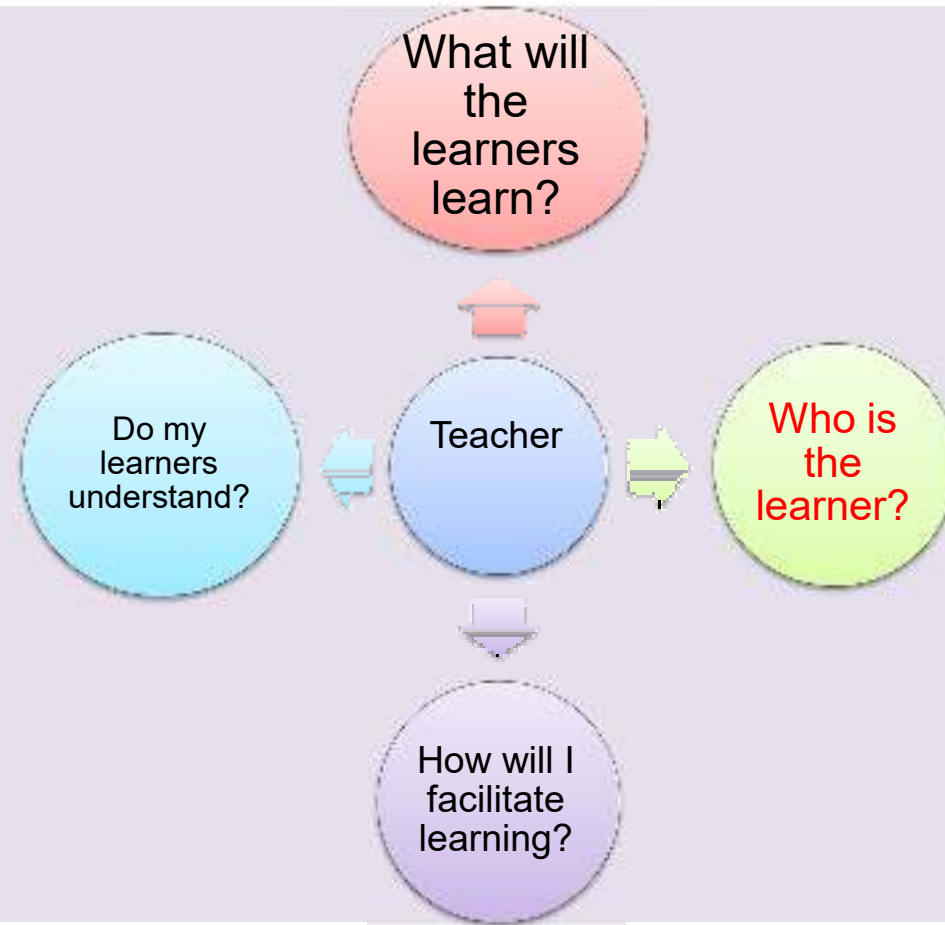 What will
the
learners
learn?
Do my
learners
understand?
Teacher
Who is
the
learner?
How will I
facilitate
learning?